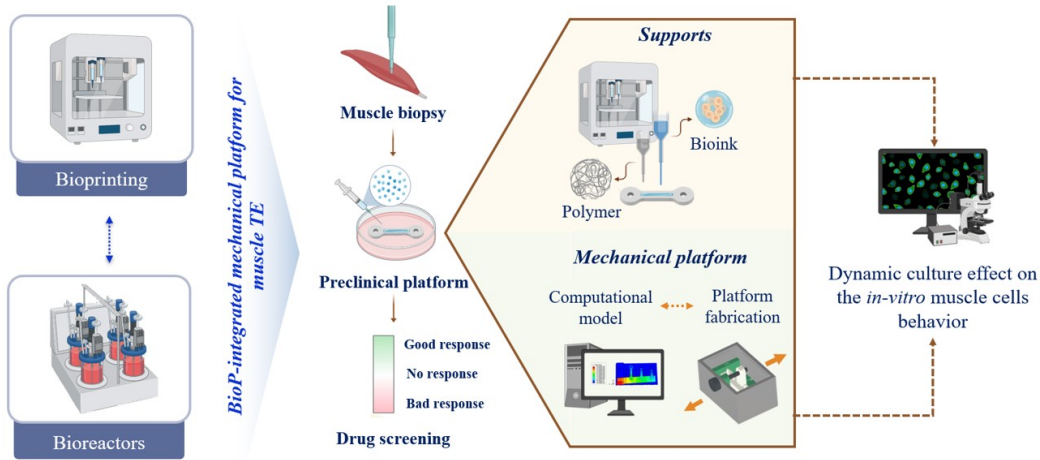 Bioprinting
Bioreactors
BioP-integrated mechanical platform for
muscle TE
Muscle biopsy
Preclinical platform
Good response
No response
Bad response
Drug screening
Supports
Bioink
Polymer
Mechanical platform
Computational
model
Platform
fabrication
Dynamic culture effect on
the in-vitro muscle cells
behavior